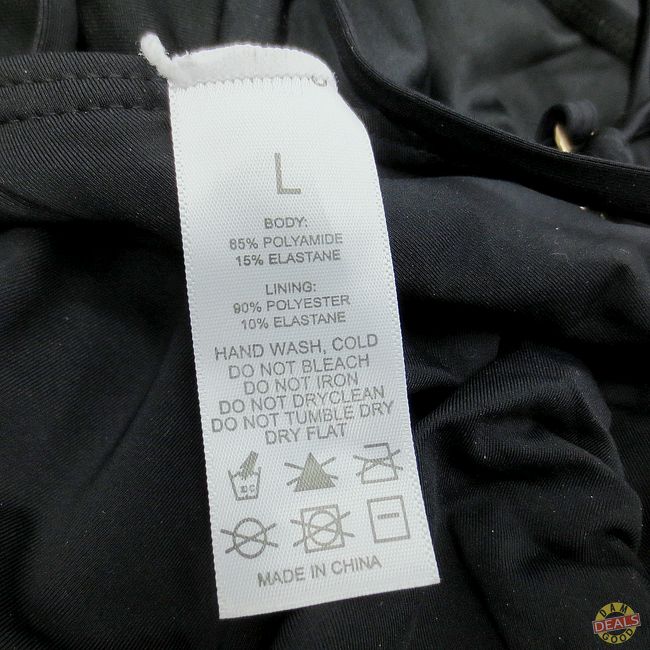 L
BODY:
85% POLYAMIDE
15% ELASTANE
LINING:
90% POLYESTER
10% ELASTANE
HAND WASH, COLD
DO NOT BLEACH
DO NOT IRON
DO NOT DRYCLEAN
DO NOT TUMBLE DRY
DRY FLAT
MADE IN CHINA
DAM
DEALS
GOOD